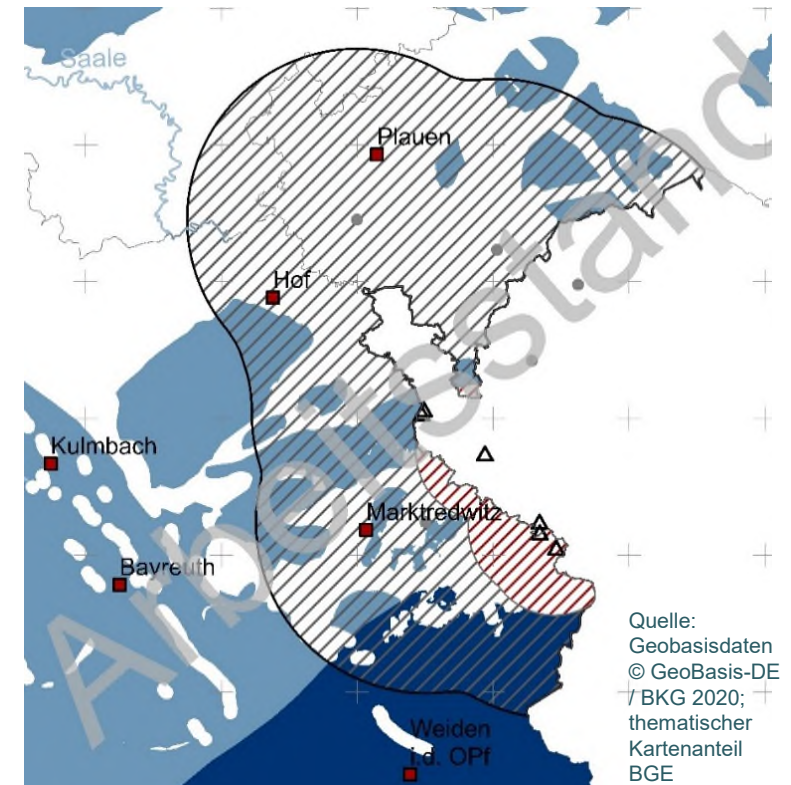 Saale
Plauen
Hof
Kulmbach
Marktredwitz
Bayreuth
Weiden
i.d. OPf
Arbeitsstand
Quelle:
Geobasisdaten
© GeoBasis-DE
/ BKG 2020;
thematischer
Kartenanteil
BGE